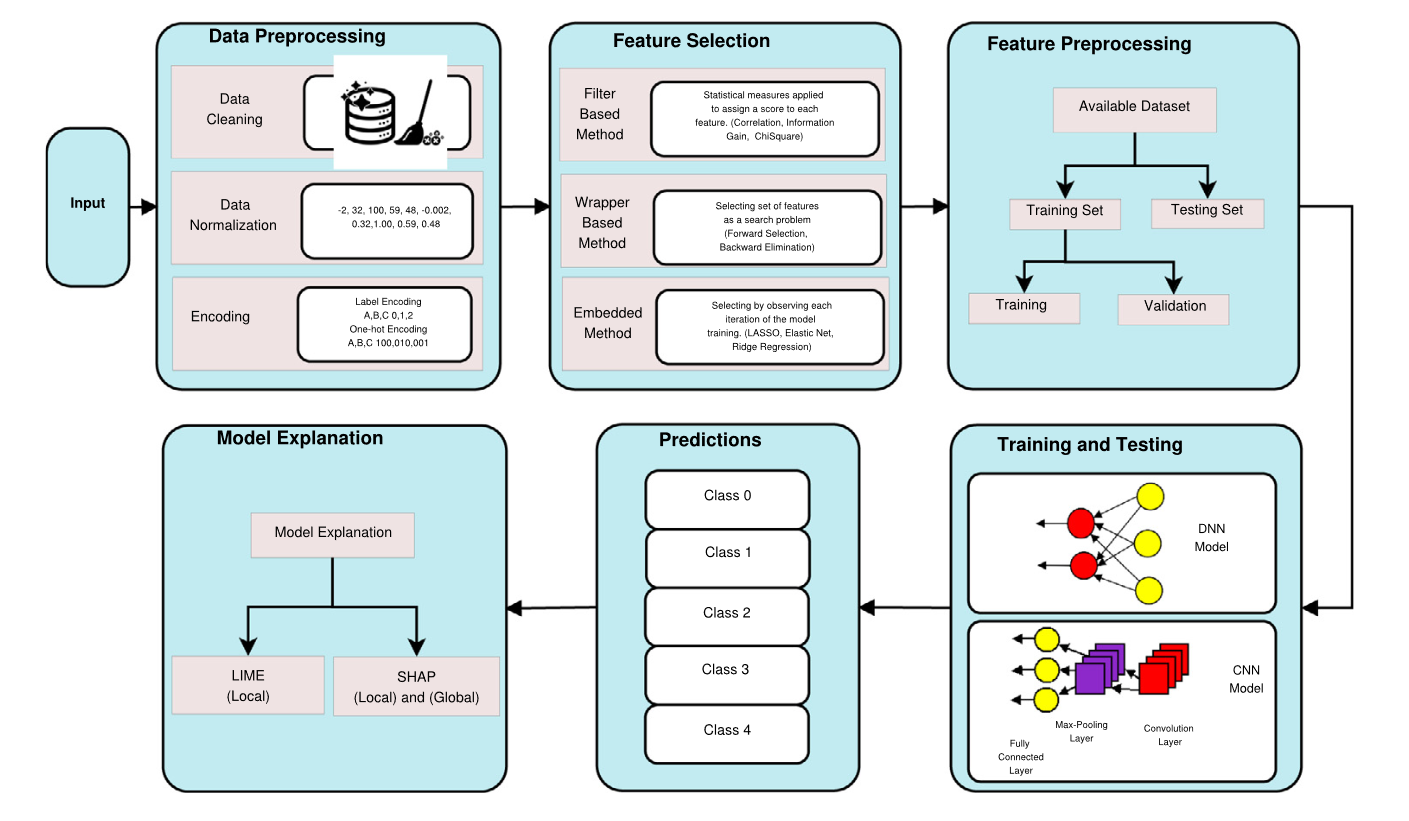 Input
Data Preprocessing
Data
Cleaning
Data
Normalization
-2, 32, 100, 59, 48, -0.002,
0.32,1.00, 0.59, 0.48
Encoding
Label Encoding
A,B,C 0,1,2
One-hot Encoding
A,B,C 100,010,001
Feature Selection
Filter
Based
Method
Statistical measures applied
to assign a score to each
feature. (Correlation, Information
Gain,  ChiSquare)
Wrapper
Based
Method
Selecting set of features
as a search problem
(Forward Selection,
Backward Elimination)
Embedded
Method
Selecting by observing each
iteration of the model
training. (LASSO, Elastic Net,
Ridge Regression)
Feature Preprocessing
Available Dataset
Training Set
Testing Set
Training
Validation
Training and Testing
DNN
Model
CNN
Model
Max-Pooling
Layer
Convolution
Layer
Fully
Connected
Layer
Predictions
Class 0
Class 1
Class 2
Class 3
Class 4
Model Explanation
Model Explanation
LIME
(Local)
SHAP
(Local) and (Global)